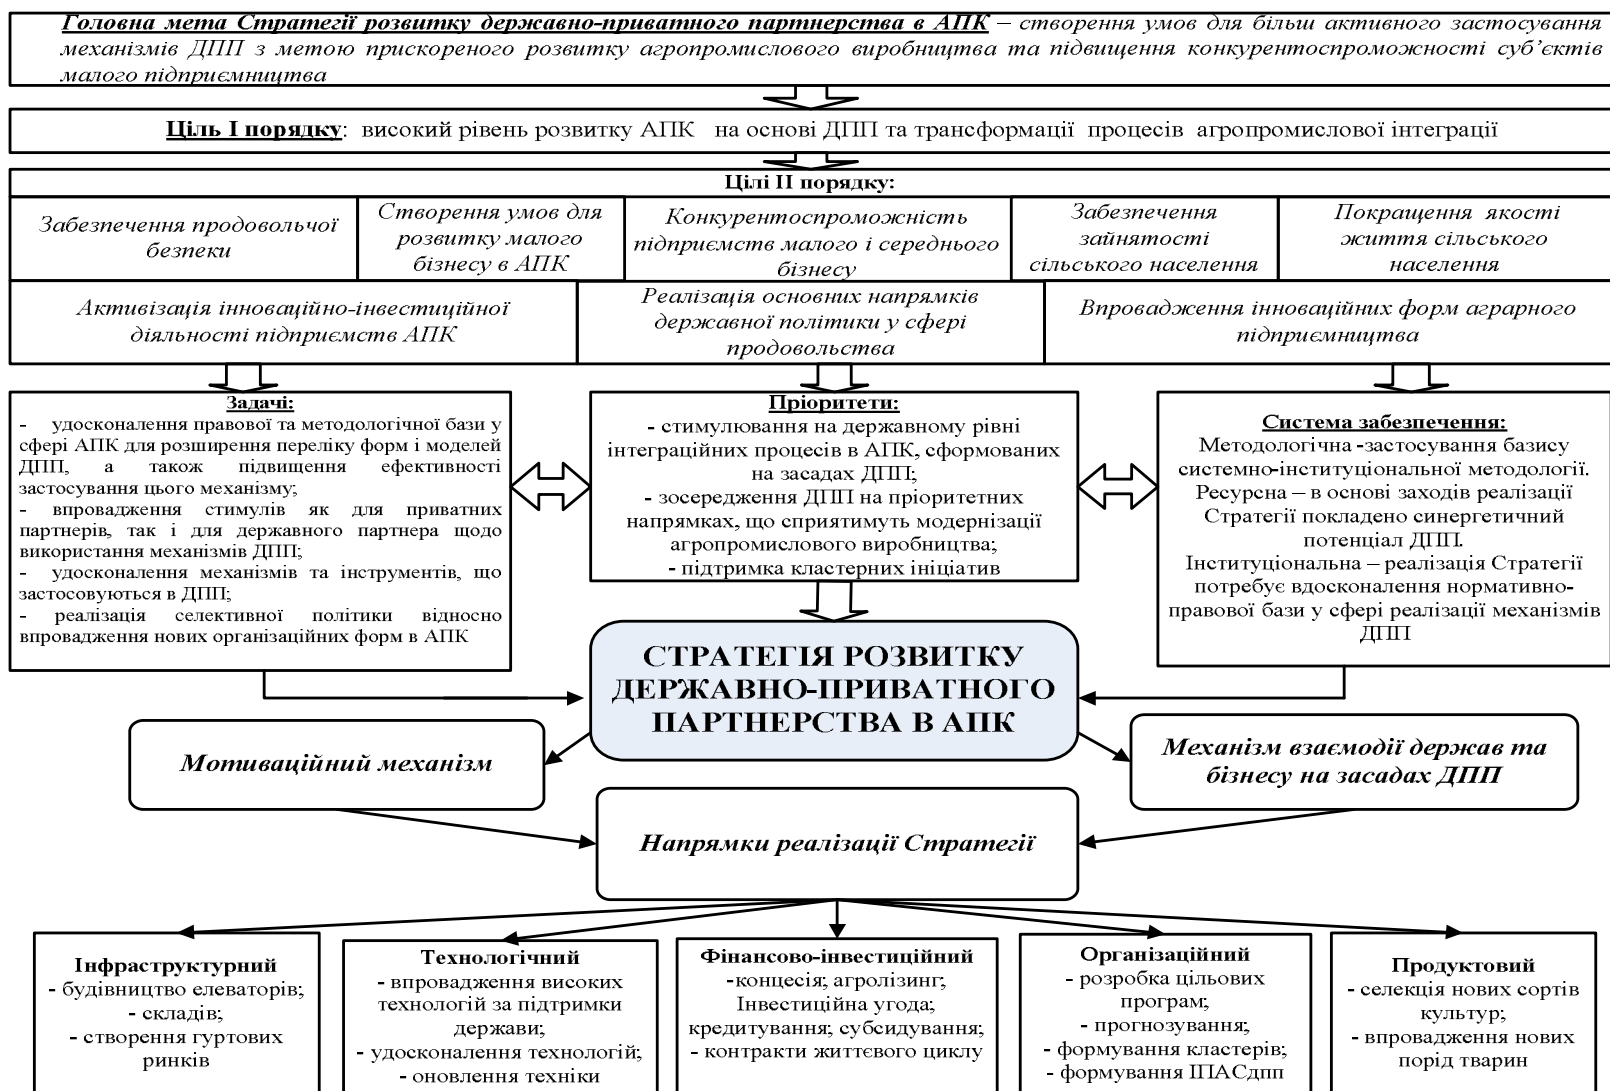 Головна мета Стратегії розвитку державно-приватного партнерства в АПК – створення умов для більш активного застосування
механізмів ДПП з метою прискореного розвитку агропромислового виробництва та підвищення конкурентоспроможності суб’єктів
малого підприємництва
Ціль І порядку: високий рівень розвитку АПК на основі ДПП та трансформації процесів агропромислової інтеграції
Цілі ІІ порядку:
Забезпечення продовольчої
безпеки
Створення умов для
розвитку малого
бізнесу в АПК
Конкурентоспроможність
підприємств малого і середнього
бізнесу
Забезпечення
зайнятості
сільського населення
Покращення якості
життя сільського
населення
Активізація інноваційно-інвестиційної
діяльності підприємств АПК
Реалізація основних напрямків
державної політики у сфері
продовольства
Впровадження інноваційних форм аграрного
підприємництва
Задачі:
- удосконалення правової та методологічної бази у
сфері АПК для розширення переліку форм і моделей
ДПП, а також підвищення ефективності
застосування цього механізму;
- впровадження стимулів як для приватних
партнерів, так і для державного партнера щодо
використання механізмів ДПП;
- удосконалення механізмів та інструментів, що
застосовуються в ДПП;
- реалізація селективної політики відносно
впровадження нових організаційних форм в АПК
Пріоритети:
- стимулювання на державному рівні
інтеграційних процесів в АПК, сформованих
на засадах ДПП;
- зосередження ДПП на пріоритетних
напрямках, що сприятимуть модернізації
агропромислового виробництва;
- підтримка кластерних ініціатив
Система забезпечення:
Методологічна -застосування базису
системно-інституціональної методології.
Ресурсна – в основі заходів реалізації
Стратегії покладено синергетичний
потенціал ДПП.
Інституціональна – реалізація Стратегії
потребує вдосконалення нормативно-
правової бази у сфері реалізації механізмів
ДПП
СТРАТЕГІЯ РОЗВИТКУ
ДЕРЖАВНО-ПРИВАТНОГО
ПАРТНЕРСТВА В АПК
Мотиваційний механізм
Механізм взаємодії держав та
бізнесу на засадах ДПП
Напрямки реалізації Стратегії
Інфраструктурний
- будівництво елеваторів;
- складів;
- створення гуртових
ринків
Технологічний
- впровадження високих
технологій за підтримки
держави;
- удосконалення технологій;
- оновлення техніки
Фінансово-інвестиційний
-концесія; агролізинг;
Інвестиційна угода;
кредитування; субсидування;
- контракти життєвого циклу
Організаційний
- розробка цільових
програм;
- прогнозування;
- формування кластерів;
- формування ІПАСдпп
Продуктовий
- селекція нових сортів
культур;
- впровадження нових
порід тварин